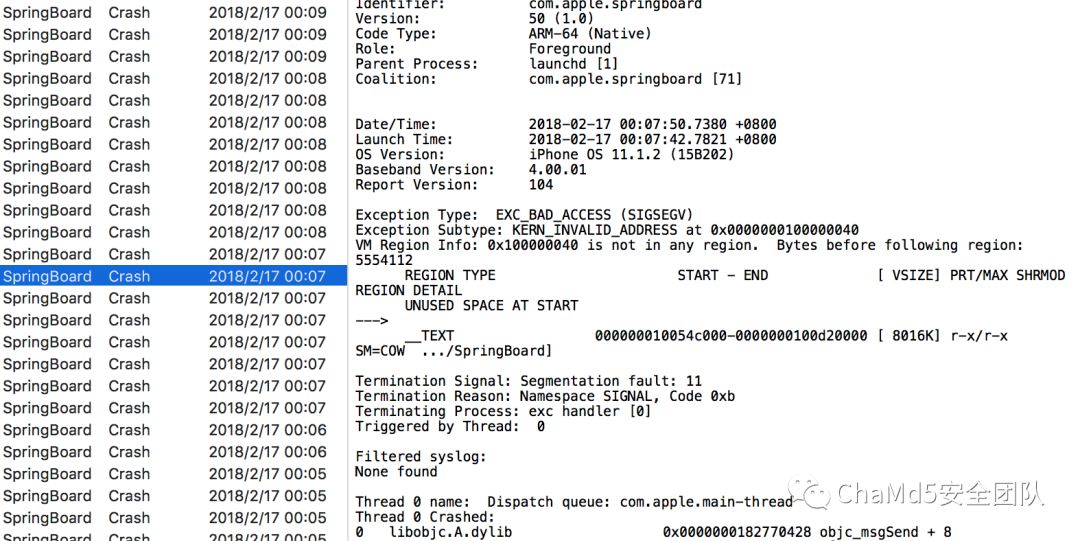 SpringBoard Crash 2018/2/17 00:09
SpringBoard Crash 2018/2/17 00:09
SpringBoard Crash 2018/2/17 00:09
SpringBoard Crash 2018/2/17 00:08
SpringBoard Crash 2018/2/17 00:08
SpringBoard Crash 2018/2/17 00:08
SpringBoard Crash 2018/2/17 00:08
SpringBoard Crash 2018/2/17 00:08
SpringBoard Crash 2018/2/17 00:08
SpringBoard Crash 2018/2/17 00:08
SpringBoard Crash 2018/2/17 00:08
SpringBoard Crash 2018/2/17 00:07
SpringBoard Crash 2018/2/17 00:07
SpringBoard Crash 2018/2/17 00:07
SpringBoard Crash 2018/2/17 00:07
SpringBoard Crash 2018/2/17 00:07
SpringBoard Crash 2018/2/17 00:07
SpringBoard Crash 2018/2/17 00:07
SpringBoard Crash 2018/2/17 00:07
SpringBoard Crash 2018/2/17 00:06
SpringBoard Crash 2018/2/17 00:06
SpringBoard Crash 2018/2/17 00:05
SpringBoard Crash 2018/2/17 00:05
SpringBoard Crash 2018/2/17 00:05
SpringBoard Crash 2018/2/17 00:05
Identifier: com.apple.springboard
Version: 50 (1.0)
Code Type: ARM-64 (Native)
Role: Foreground
Parent Process: launchd [1]
Coalition: com.apple.springboard [71]
Date/Time: 2018-02-17 00:07:50.7380 +0800
Launch Time: 2018-02-17 00:07:42.7821 +0800
OS Version: iPhone OS 11.1.2 (15B202)
Baseband Version: 4.00.01
Report Version: 104
Exception Type: EXC_BAD_ACCESS (SIGSEGV)
Exception Subtype: KERN_INVALID_ADDRESS at 0x0000000100000040
VM Region Info: 0x100000040 is not in any region. Bytes before following region:
5554112
REGION TYPE START - END [ VSIZE] PRT/MAX SHRMOD
REGION DETAIL
UNUSED SPACE AT START
--->
__TEXT 000000010054c000-0000000100d20000 [ 8016K] r-x/r-x
SM=COW .../SpringBoard]
Termination Signal: Segmentation fault: 11
Termination Reason: Namespace SIGNAL, Code 0xb
Terminating Process: exc handler [0]
Triggered by Thread: 0
Filtered syslog:
None found
Thread 0 name: Dispatch queue: com.apple.main-thread
Thread 0 Crashed:
0 libobjc.A.dylib 0x0000000182770428 objc_msgSend + 8
ChaMd5安全团队